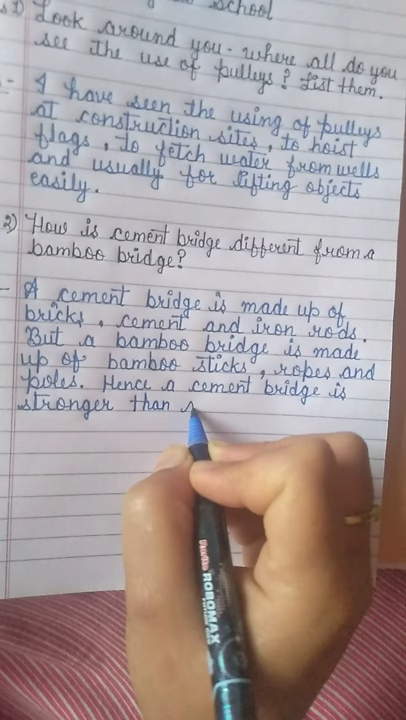 School
1) Look around you - where all do you
see the use of pulleys? List them.
- I have seen the using of pulleys
at construction sites, to hoist
flags, to fetch water from wells
and usually for lifting objects
easily.
2) How is cement bridge different from a
bamboo bridge?
- A cement bridge is made up of
bricks, cement and iron rods.
But a bamboo bridge is made
up of bamboo sticks, ropes and
poles. Hence a cement bridge is
stronger than
ROBOMAX